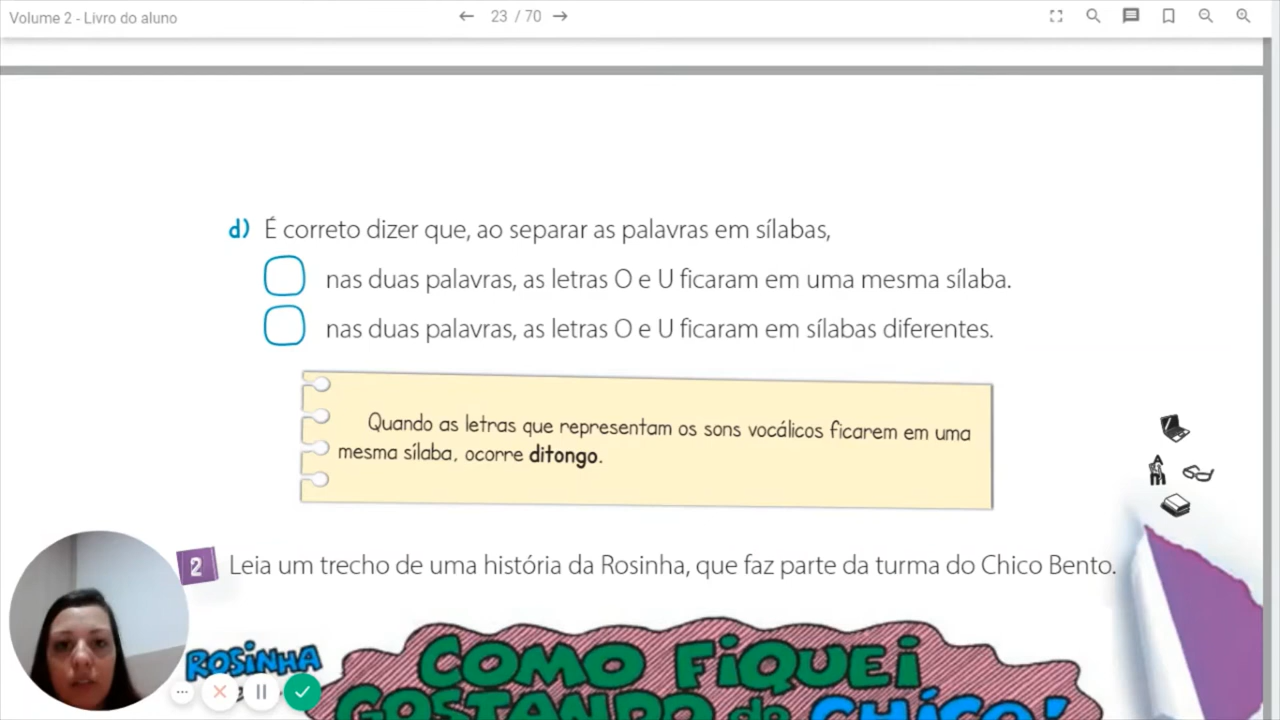 Volume 2 - Livro do aluno
23 / 70
d) É correto dizer que, ao separar as palavras em sílabas,
nas duas palavras, as letras O e U ficaram em uma mesma sílaba.
nas duas palavras, as letras O e U ficaram em sílabas diferentes.
Quando as letras que representam os sons vocálicos ficarem em uma
mesma sílaba, ocorre ditongo.
2 Leia um trecho de uma história da Rosinha, que faz parte da turma do Chico Bento.
ROSINHA
COMO FIQUEI
GOSTANDO do CHICO!